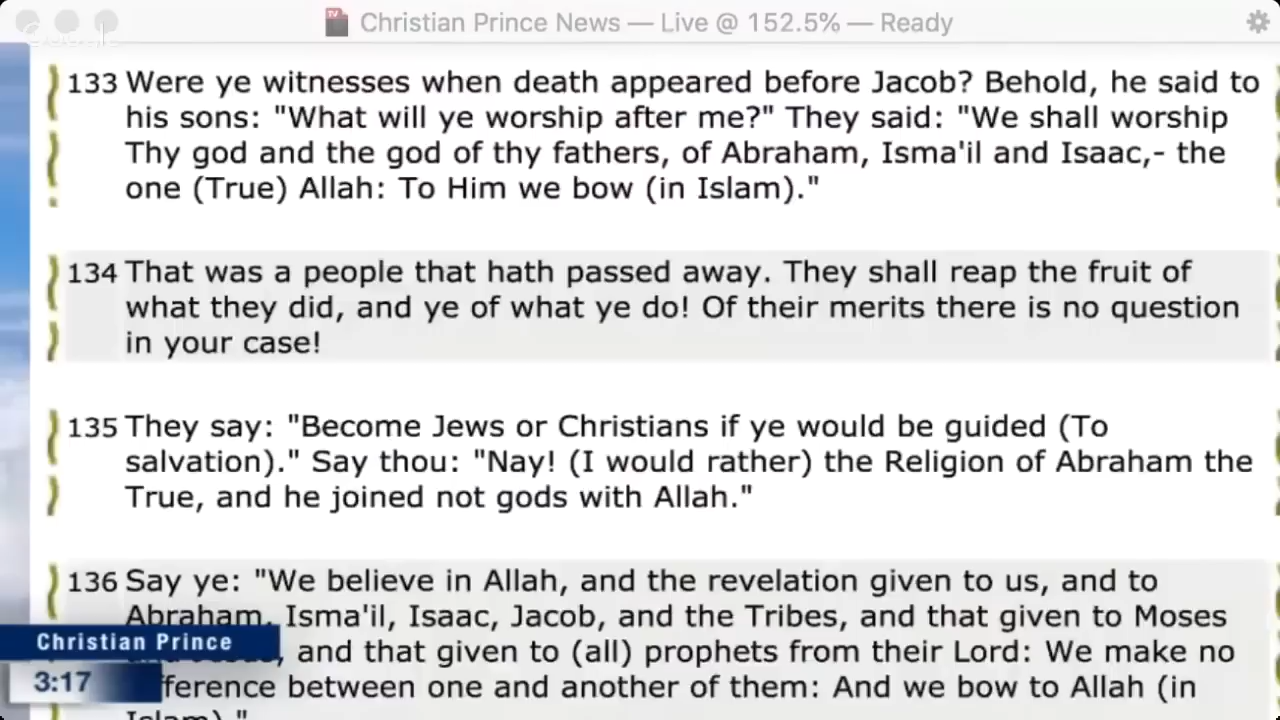 Christian Prince News — Live @ 152.5% — Ready
Google
133 Were ye witnesses when death appeared before Jacob? Behold, he said to
his sons: "What will ye worship after me?" They said: "We shall worship
Thy god and the god of thy fathers, of Abraham, Isma'il and Isaac,- the
one (True) Allah: To Him we bow (in Islam)."
134 That was a people that hath passed away. They shall reap the fruit of
what they did, and ye of what ye do! Of their merits there is no question
in your case!
135 They say: "Become Jews or Christians if ye would be guided (To
salvation)." Say thou: "Nay! (I would rather) the Religion of Abraham the
True, and he joined not gods with Allah."
136 Say ye: "We believe in Allah, and the revelation given to us, and to
Abraham, Isma'il, Isaac, Jacob, and the Tribes, and that given to Moses
, and that given to (all) prophets from their Lord: We make no
fference between one and another of them: And we bow to Allah (in
Islam)."
Christian Prince
3:17